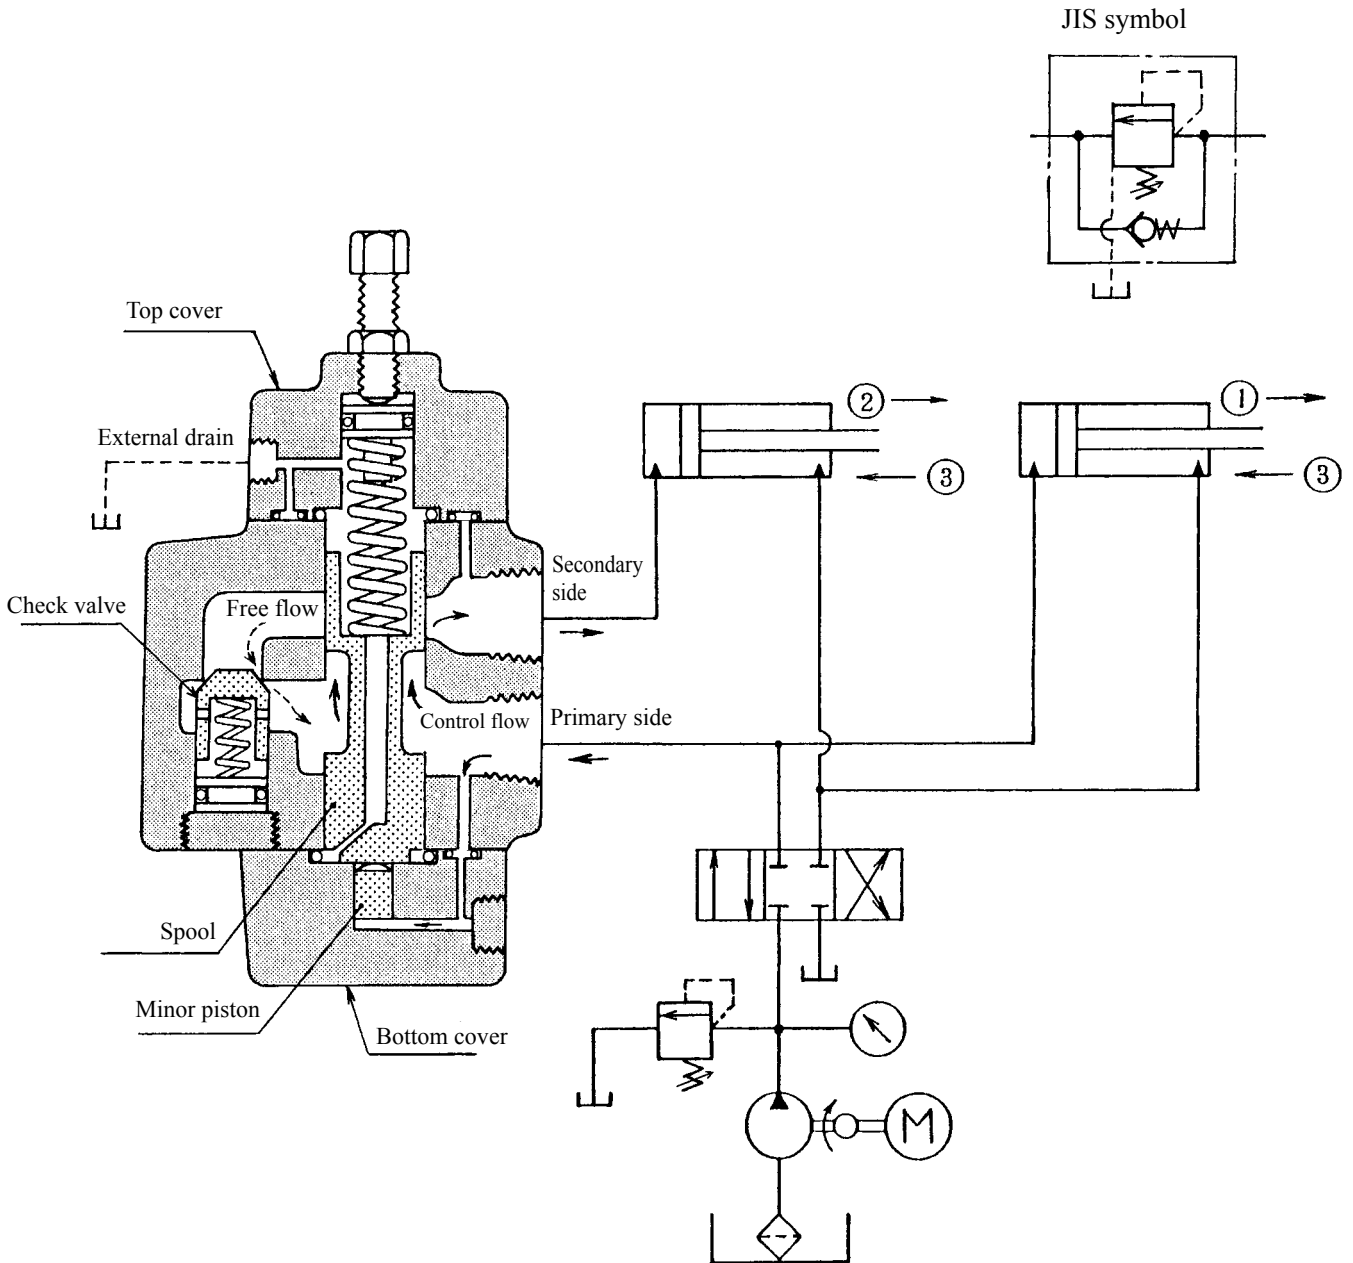 JIS symbol
Top cover
External drain
② ①
③ ③
Secondary
side
Check valve
Free flow
Control flow
Primary side
Spool
Minor piston
Bottom cover
M